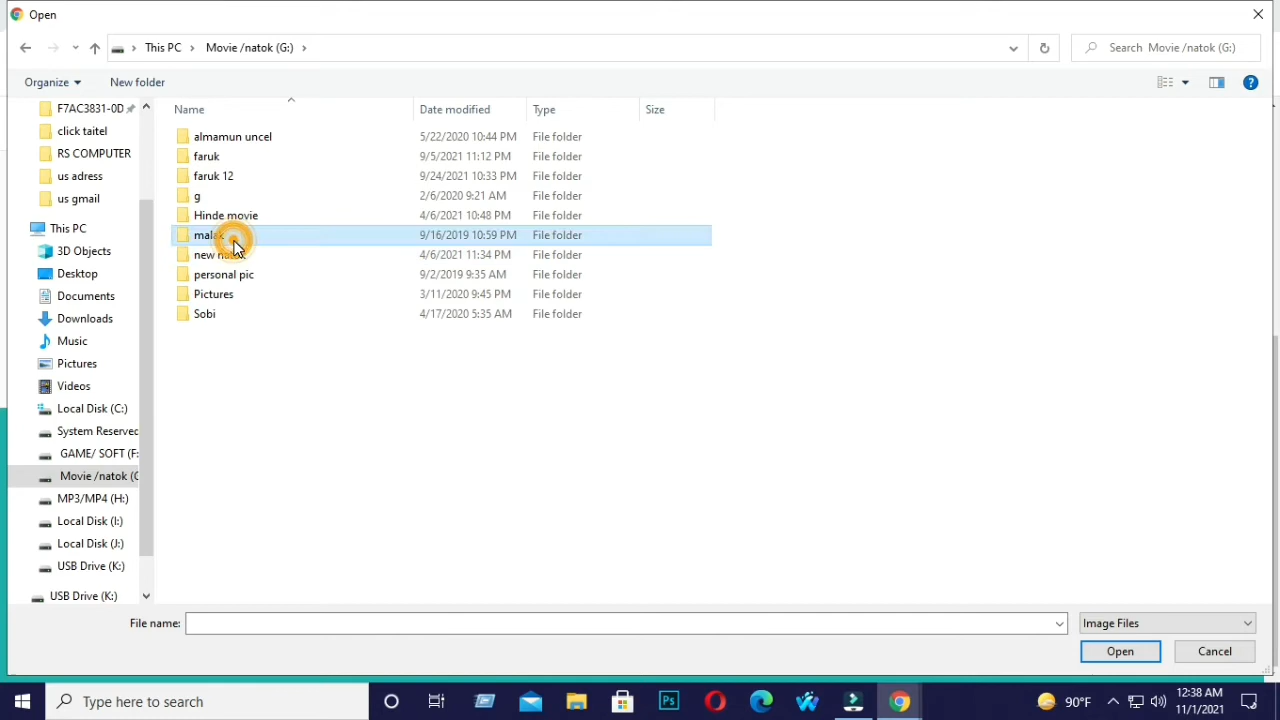 Open
This PC
Movie /natok (G:)
Search Movie /natok (G:)
Organize
New folder
F7AC3831-0D
click taitel
RS COMPUTER
us adress
us gmail
This PC
3D Objects
Desktop
Documents
Downloads
Music
Pictures
Videos
Local Disk (C:)
System Reserved
GAME/ SOFT (F:
Movie /natok (G
MP3/MP4 (H:)
Local Disk (I:)
Local Disk (J:)
USB Drive (K:)
USB Drive (K:)
Name Date modified Type Size
almamun uncel 5/22/2020 10:44 PM File folder
faruk 9/5/2021 11:12 PM File folder
faruk 12 9/24/2021 10:33 PM File folder
g 2/6/2020 9:21 AM File folder
Hinde movie 4/6/2021 10:48 PM File folder
9/16/2019 10:59 PM File folder
new 4/6/2021 11:34 PM File folder
personal pic 9/2/2019 9:35 AM File folder
Pictures 3/11/2020 9:45 PM File folder
Sobi 4/17/2020 5:35 AM File folder
File name: Image Files
Open Cancel
Type here to search
Ps
90°F
12:38 AM
11/1/2021